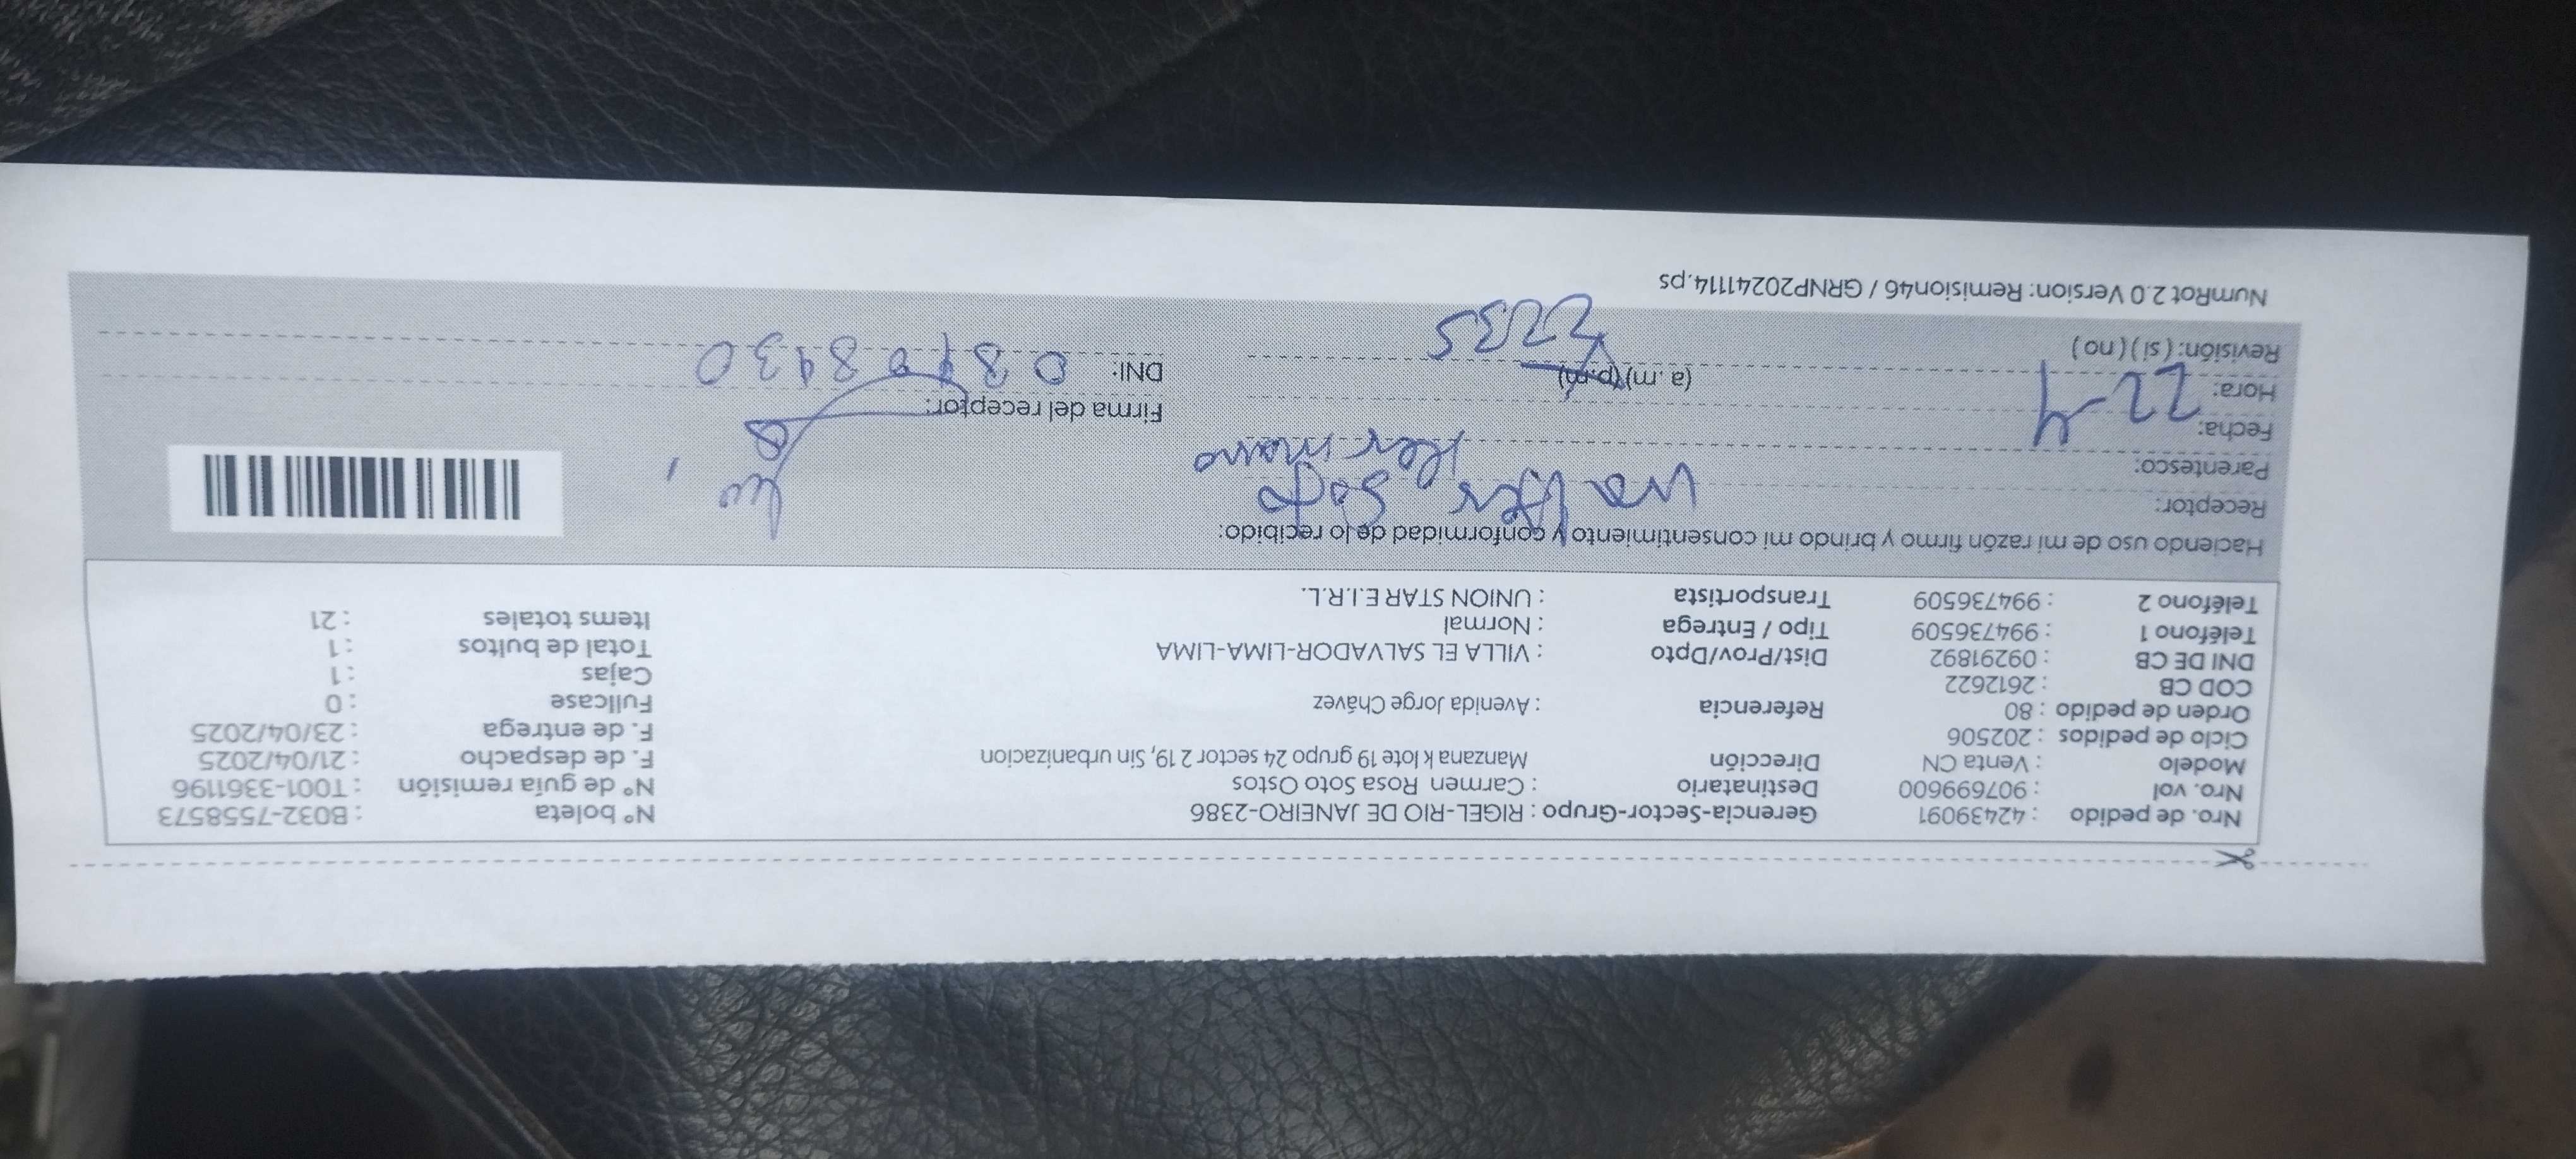 Nro. de pedido : 42439091 Gerencia-Sector-Grupo : RIGEL-RIO DE JANEIRO-2386 N° boleta : B032-7558573
Nro. vol : 907699600 Destinatario : Carmen Rosa Soto Ostos N° de guía remisión : T001-3361196
Modelo : Venta CN Dirección Manzana k lote 19 grupo 24 sector 2 19, Sin urbanizacion F. de despacho : 21/04/2025
Ciclo de pedidos : 202506 F. de entrega : 23/04/2025
Orden de pedido : 80 Referencia : Avenida Jorge Chávez Fullcase : 0
COD CB : 2612622 Cajas : 1
DNI DE CB : 09291892 Dist/Prov/Dpto : VILLA EL SALVADOR-LIMA-LIMA Total de bultos : 1
Teléfono 1 : 994736509 Tipo / Entrega : Normal Items totales : 21
Teléfono 2 : 994736509 Transportista : UNION STAR E.I.R.L.
Haciendo uso de mi razón firmo y brindo mi consentimiento y conformidad de lo recibido:
Receptor: Walter Soto
Parentesco: Hermano
Fecha: 22-4 Firma del receptor:
Hora: (a.m) (p.m) DNI:
Revisión: ( si ) ( no )
NumRot 2.0 Version: Remision46 / GRNP20241114.ps